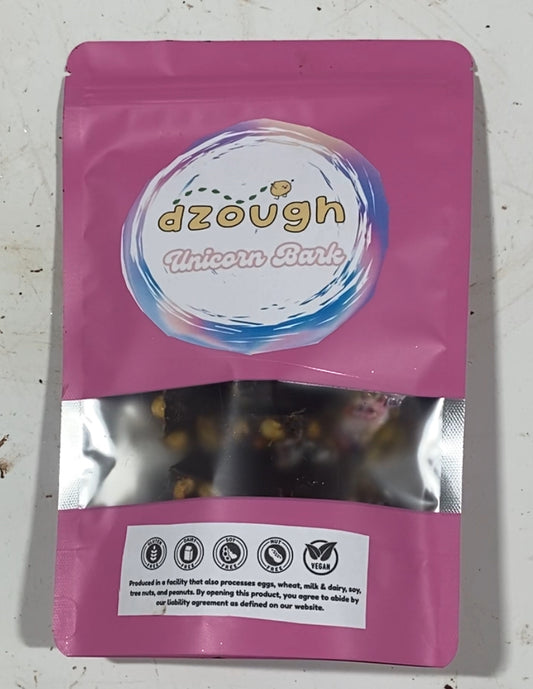 dzough
Unicorn Bark
GLUTEN FREE
DAIRY FREE
SOY FREE
NUT FREE
VEGAN
Produced in a facility that also processes eggs, wheat, milk & dairy, soy,
tree nuts, and peanuts. By opening this product, you agree to abide by
our liability agreement as defined on our website.